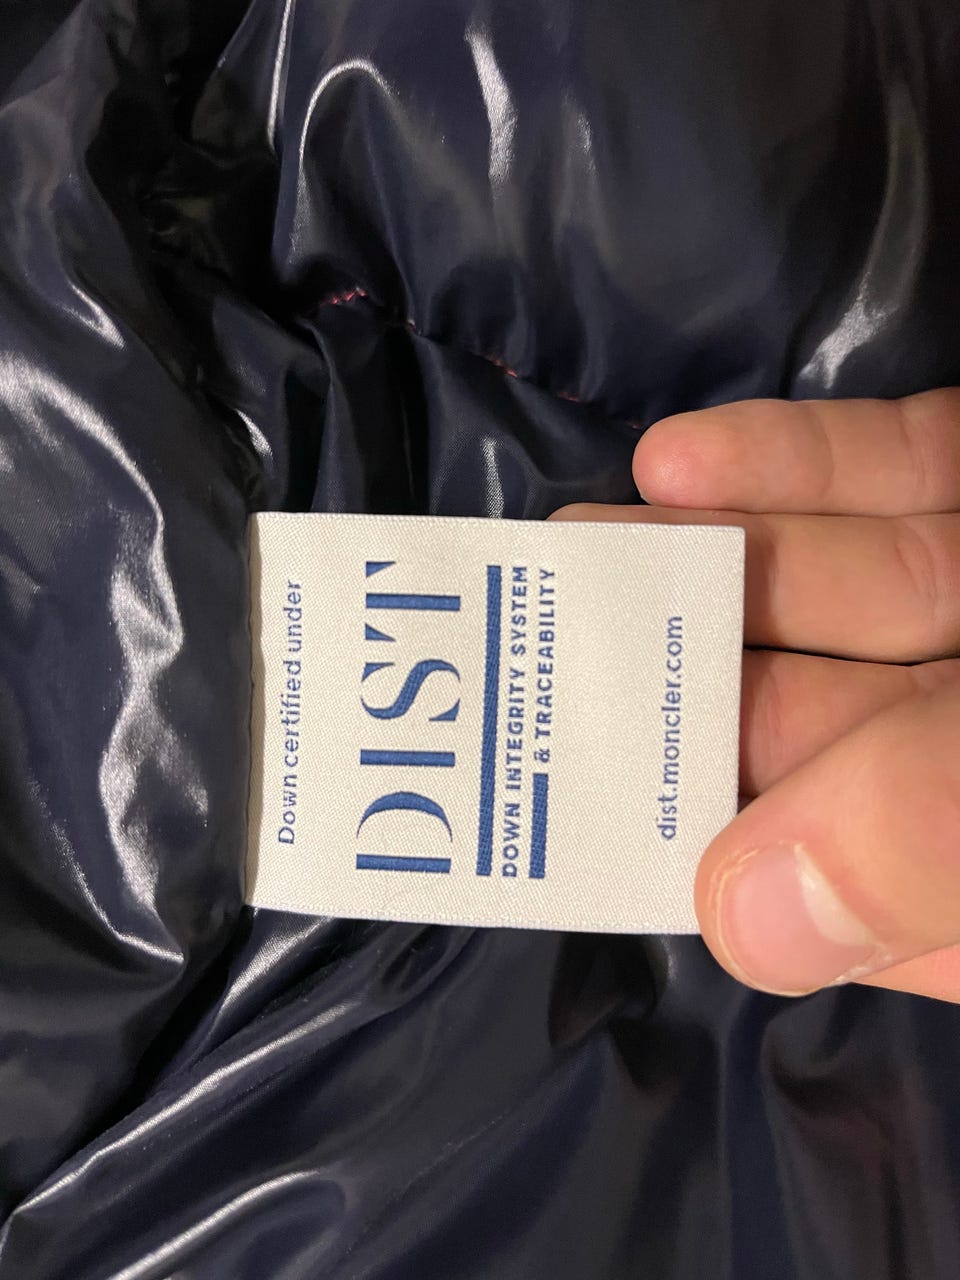 Down certified under
DIST
DOWN INTEGRITY SYSTEM
& TRACEABILITY
dist.moncler.com